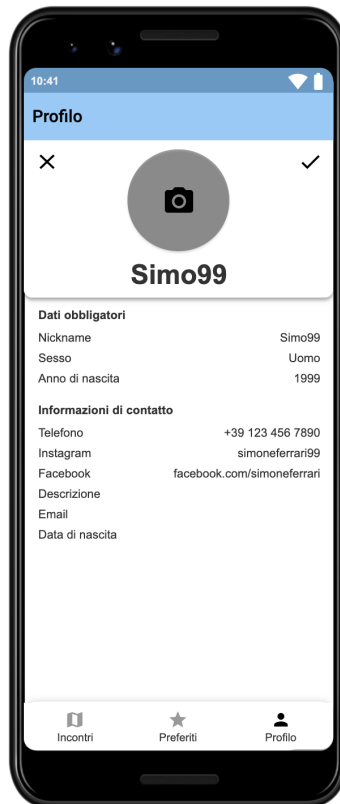 10:41
Profilo
Simo99
Dati obbligatori
Nickname Simo99
Sesso Uomo
Anno di nascita 1999
Informazioni di contatto
Telefono +39 123 456 7890
Instagram simoneferrari99
Facebook facebook.com/simoneferrari
Descrizione
Email
Data di nascita
Incontri Preferiti Profilo